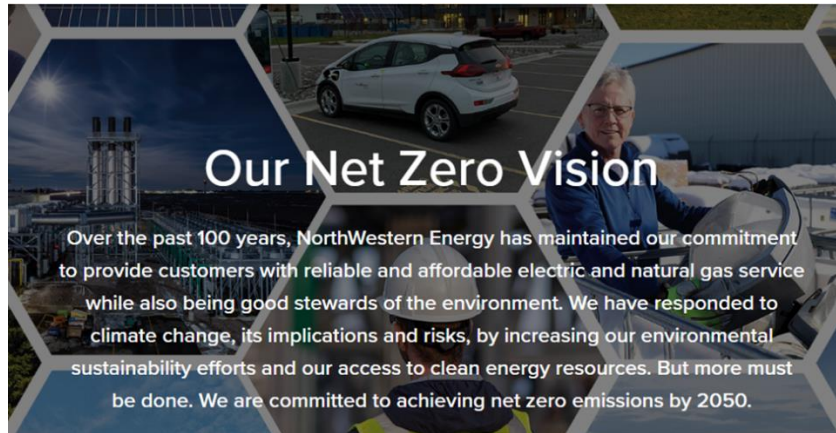 Our Net Zero Vision
Over the past 100 years, NorthWestern Energy has maintained our commitment
to provide customers with reliable and affordable electric and natural gas service
while also being good stewards of the environment. We have responded to
climate change, its implications and risks, by increasing our environmental
sustainability efforts and our access to clean energy resources. But more must
be done. We are committed to achieving net zero emissions by 2050.